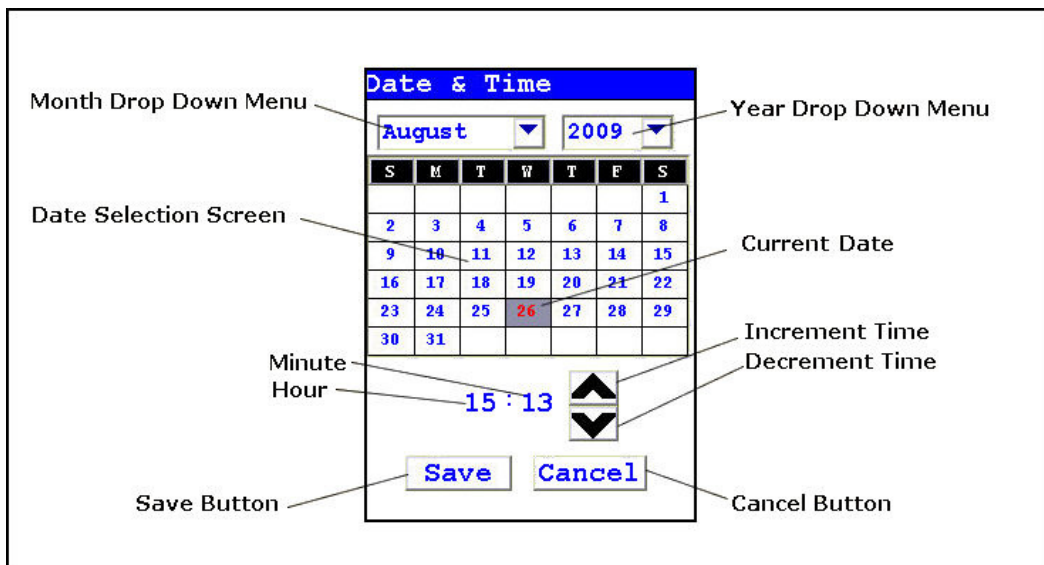 Date & Time
Month Drop Down Menu
August
2009
Year Drop Down Menu
S M T W T F S
1
Date Selection Screen
2 3 4 5 6 7 8
9 10 11 12 13 14 15
Current Date
16 17 18 19 20 21 22
23 24 25 26 27 28 29
30 31
Increment Time
Minute
Decrement Time
Hour
15:13
Save
Cancel
Save Button
Cancel Button